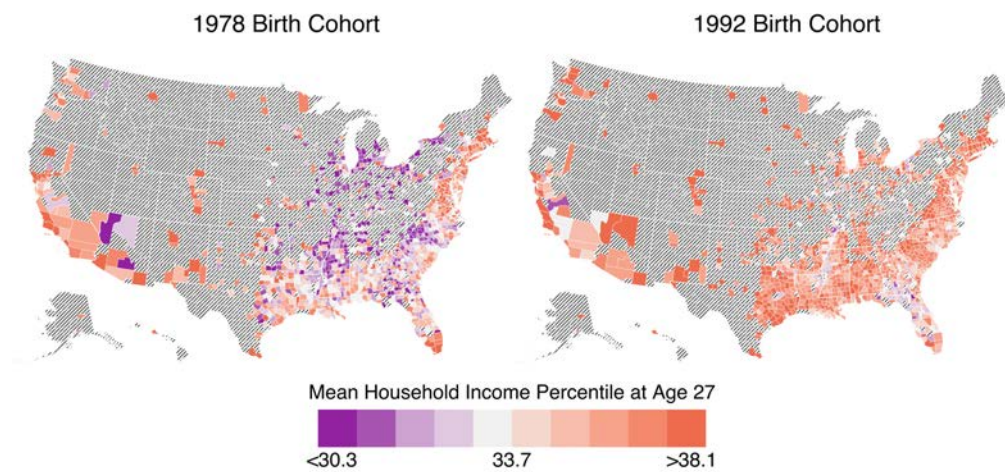 1978 Birth Cohort
1992 Birth Cohort
Mean Household Income Percentile at Age 27
<30.3
33.7
>38.1